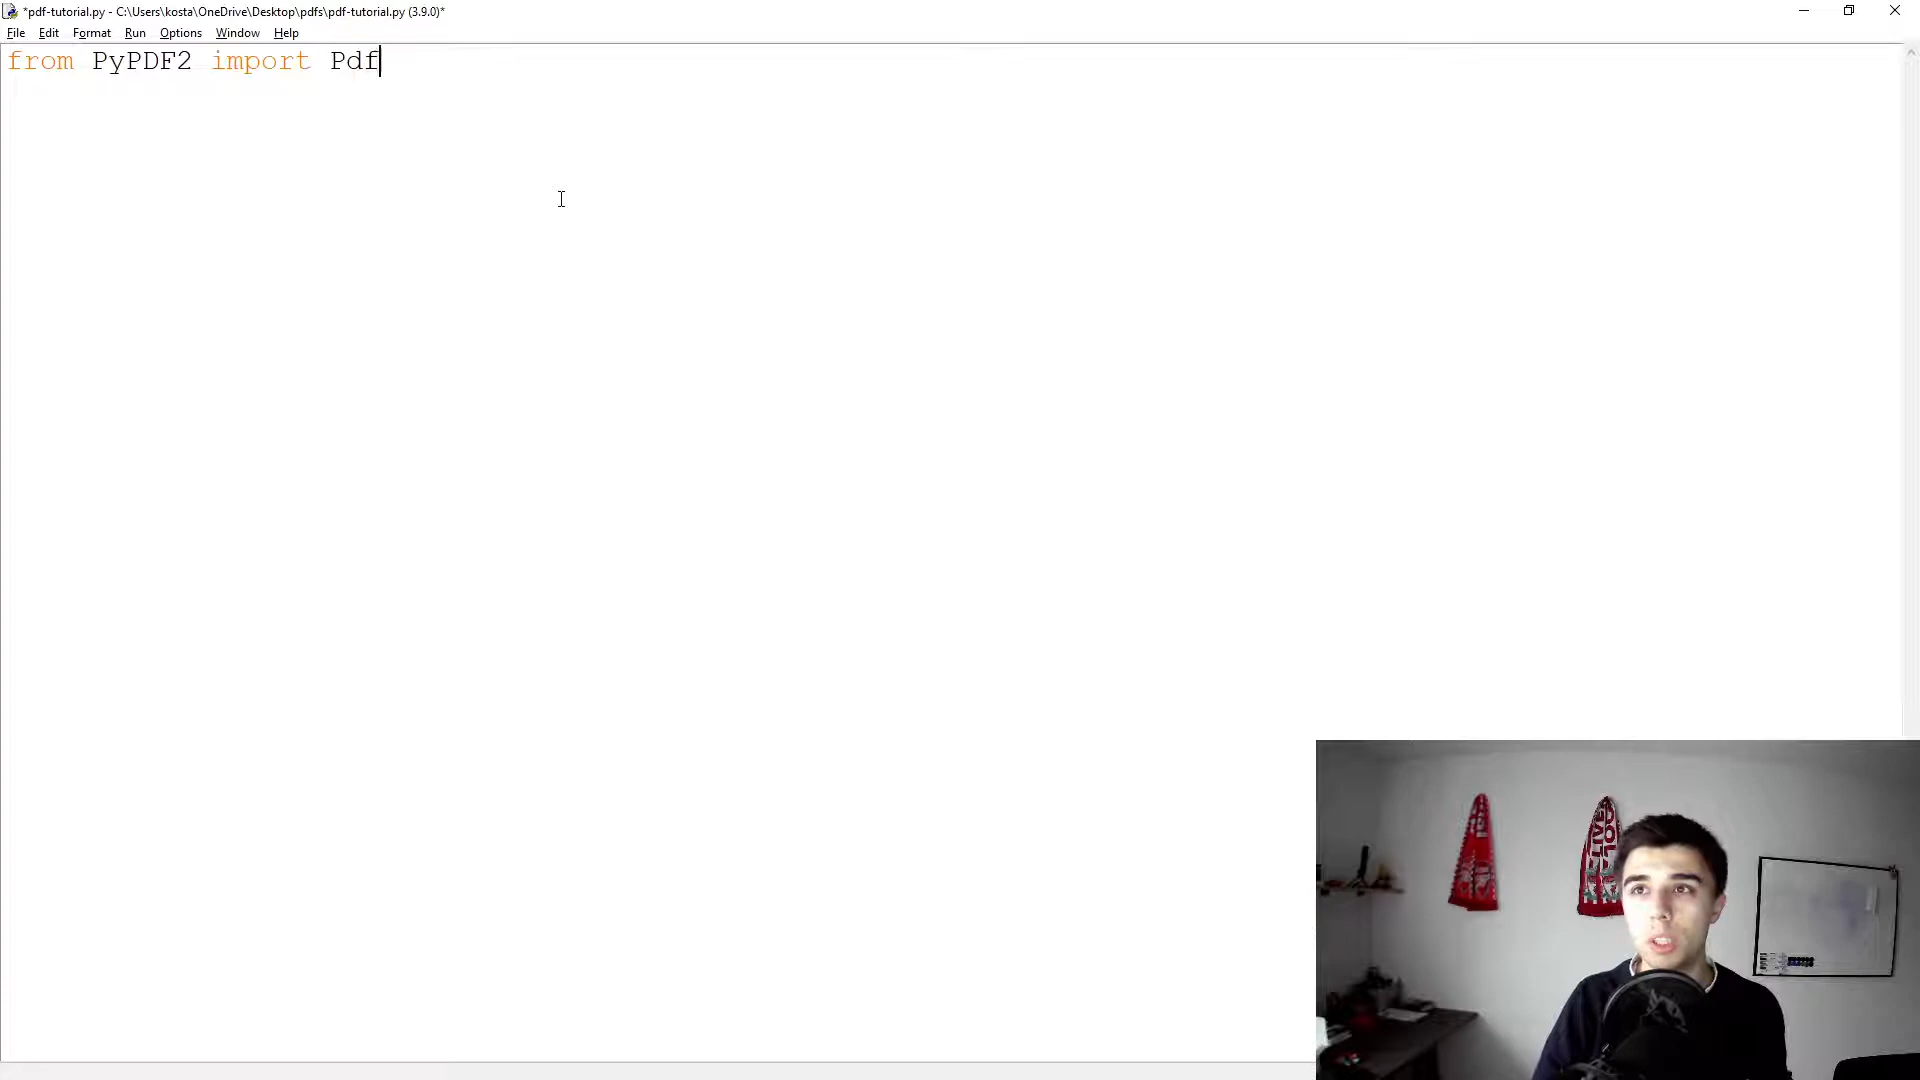 *pdf-tutorial.py - C:\Users\kosta\OneDrive\Desktop\pdfs\pdf-tutorial.py (3.9.0)*
File Edit Format Run Options Window Help
from PyPDF2 import Pdf